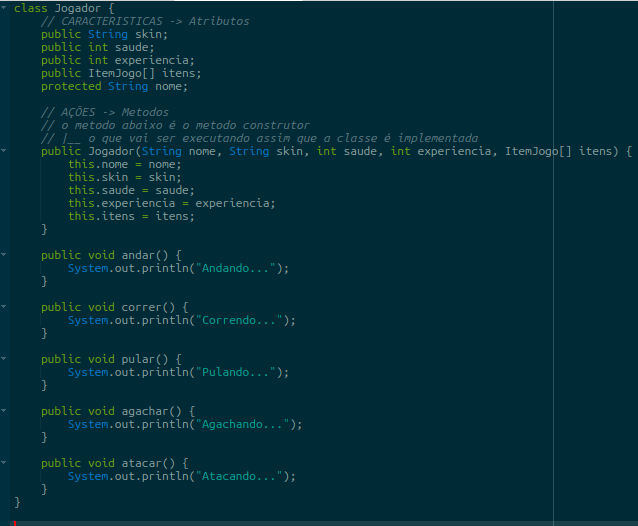 class Jogador {
    // CARACTERISTICAS -> Atributos
    public String skin;
    public int saude;
    public int experiencia;
    public ItemJogo[] itens;
    protected String nome;

    // AÇÕES -> Metodos
    // o metodo abaixo é o metodo construtor
    // |__ o que vai ser executando assim que a classe é implementada
    public Jogador(String nome, String skin, int saude, int experiencia, ItemJogo[] itens) {
        this.nome = nome;
        this.skin = skin;
        this.saude = saude;
        this.experiencia = experiencia;
        this.itens = itens;
    }

    public void andar() {
        System.out.println("Andando...");
    }

    public void correr() {
        System.out.println("Correndo...");
    }

    public void pular() {
        System.out.println("Pulando...");
    }

    public void agachar() {
        System.out.println("Agachando...");
    }

    public void atacar() {
        System.out.println("Atacando...");
    }
}